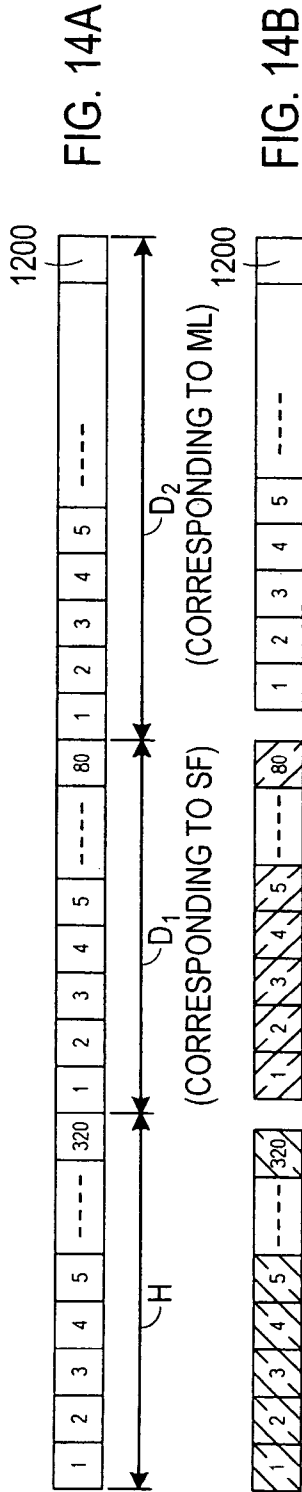 FIG. 14A
1 2 3 4 5 ---- 320 1 2 3 4 5 ---- 80 1 2 3 4 5 ---- 1200
H D₁ D₂
(CORRESPONDING TO SF) (CORRESPONDING TO ML)
FIG. 14B
1 2 3 4 5 ---- 320 1 2 3 4 5 ---- 80 1 2 3 4 5 ---- 1200